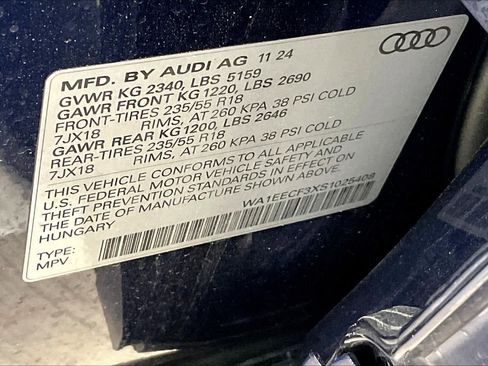 MFD. BY AUDI AG 11 24
GVWR KG 2340, LBS 5159
GAWR FRONT KG 1220, LBS 2690
FRONT-TIRES 235/55 R18
7JX18 RIMS, AT 260 KPA 38 PSI COLD
GAWR REAR KG 1200, LBS 2646
REAR-TIRES 235/55 R18
7JX18 RIMS, AT 260 KPA 38 PSI COLD
THIS VEHICLE CONFORMS TO ALL APPLICABLE
U.S. FEDERAL MOTOR VEHICLE SAFETY AND
THEFT PREVENTION STANDARDS IN EFFECT ON
THE DATE OF MANUFACTURE SHOWN ABOVE.
HUNGARY
WA1EECF3XS1025408
TYPE:
MPV